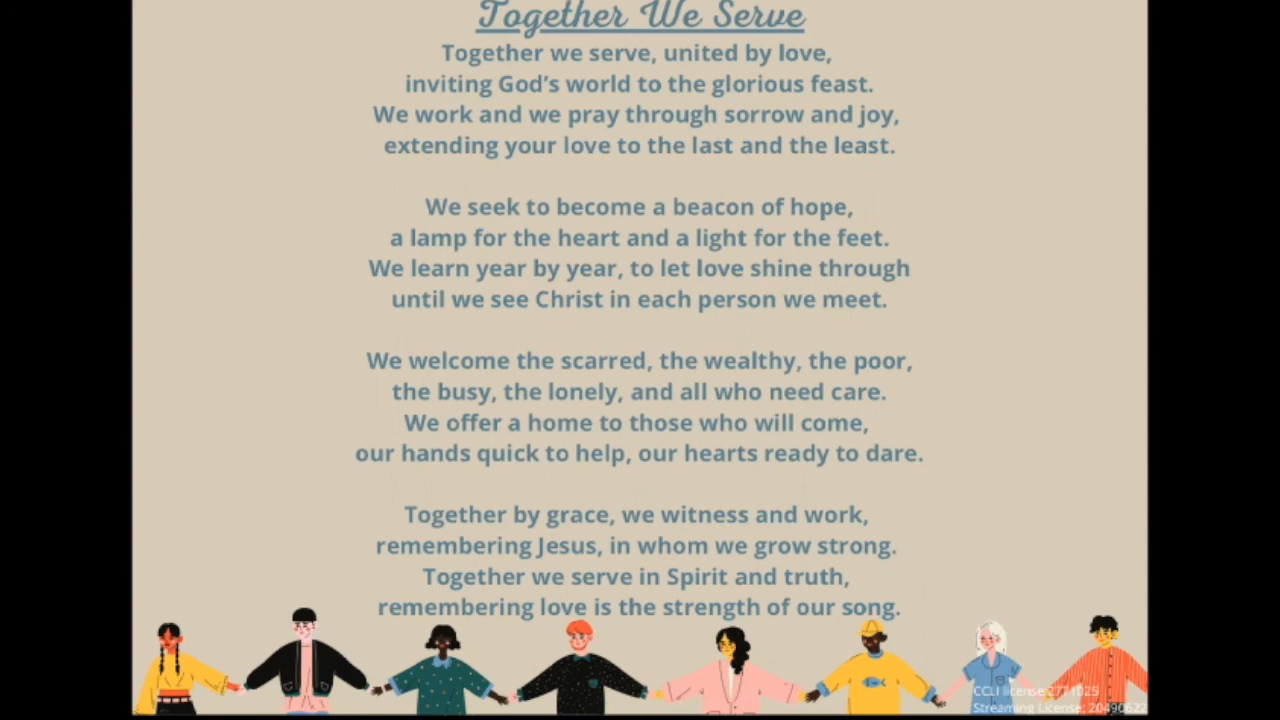 Together We Serve
Together we serve, united by love,
inviting God's world to the glorious feast.
We work and we pray through sorrow and joy,
extending your love to the last and the least.
We seek to become a beacon of hope,
a lamp for the heart and a light for the feet.
We learn year by year, to let love shine through
until we see Christ in each person we meet.
We welcome the scarred, the wealthy, the poor,
the busy, the lonely, and all who need care.
We offer a home to those who will come,
our hands quick to help, our hearts ready to dare.
Together by grace, we witness and work,
remembering Jesus, in whom we grow strong.
Together we serve in Spirit and truth,
remembering love is the strength of our song.
CCLI license 2771025
Streaming License: 20490622